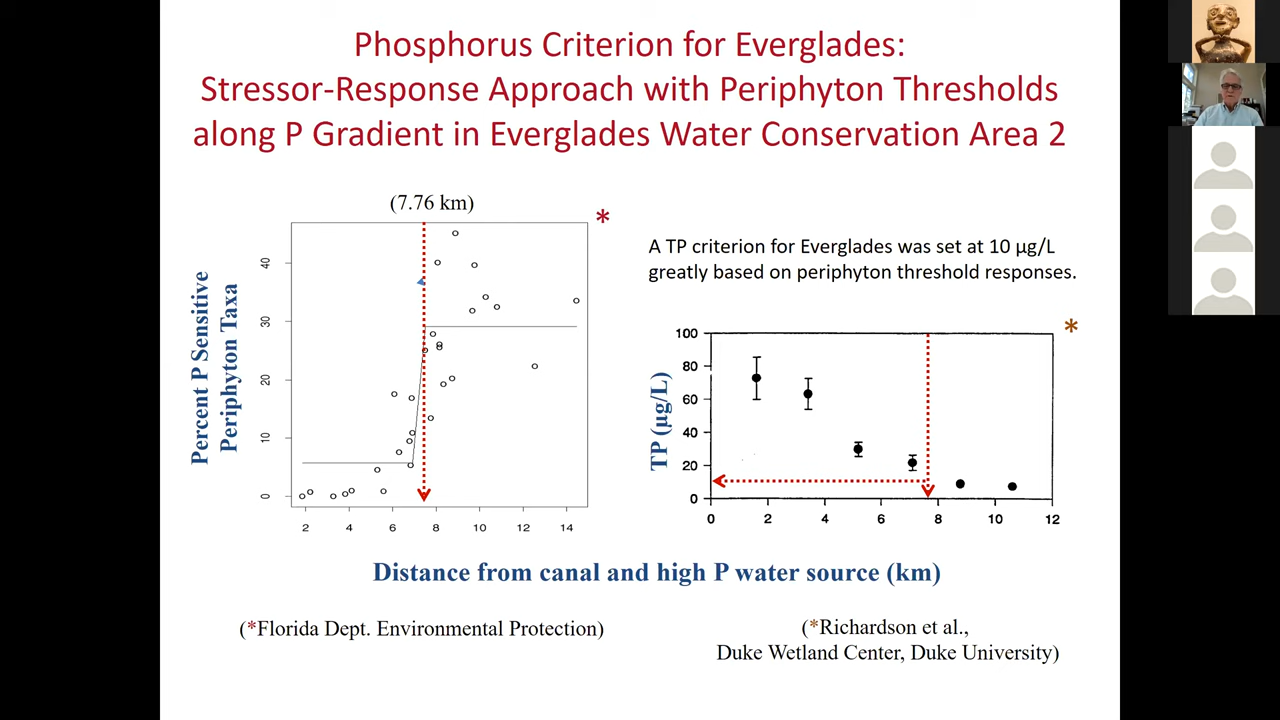 Phosphorus Criterion for Everglades:
Stressor-Response Approach with Periphyton Thresholds
along P Gradient in Everglades Water Conservation Area 2
(7.76 km)
*
Percent P Sensitive
Periphyton Taxa
40
30
20
10
0
2 4 6 8 10 12 14
A TP criterion for Everglades was set at 10 µg/L
greatly based on periphyton threshold responses.
*
TP (µg/L)
100
80
60
40
20
0
0 2 4 6 8 10 12
Distance from canal and high P water source (km)
(*Florida Dept. Environmental Protection)
(*Richardson et al.,
Duke Wetland Center, Duke University)